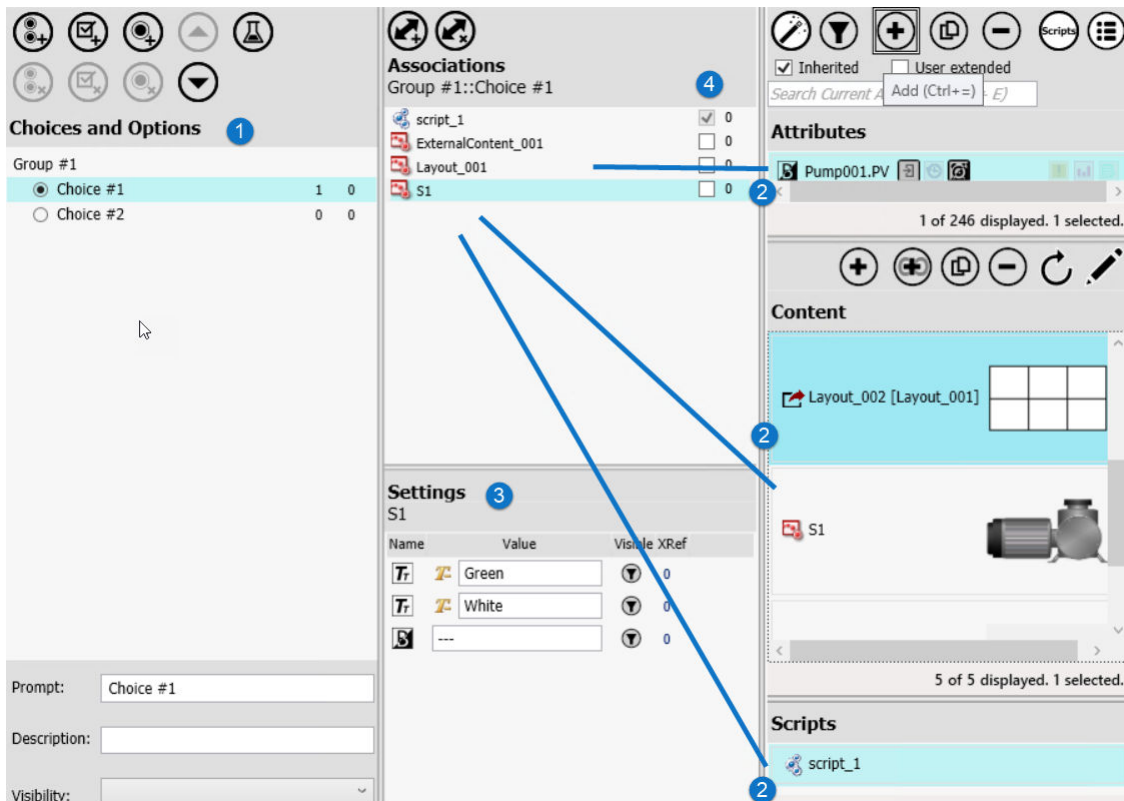 Choices and Options 1
Group #1
Choice #1 1 0
Choice #2 0 0
Prompt: Choice #1
Description:
Visibility:
Associations
Group #1::Choice #1
4
script_1 0
ExternalContent_001 0
Layout_001 0
S1 0
Settings 3
S1
Name Value Visible XRef
Tт Green 0
Tт White 0
--- 0
Scripts
Inherited User extended
Search Current A E)
Add (Ctrl+=)
Attributes
Pump001.PV
2
1 of 246 displayed. 1 selected.
Content
Layout_002 [Layout_001]
2
S1
5 of 5 displayed. 1 selected.
Scripts
script_1
2